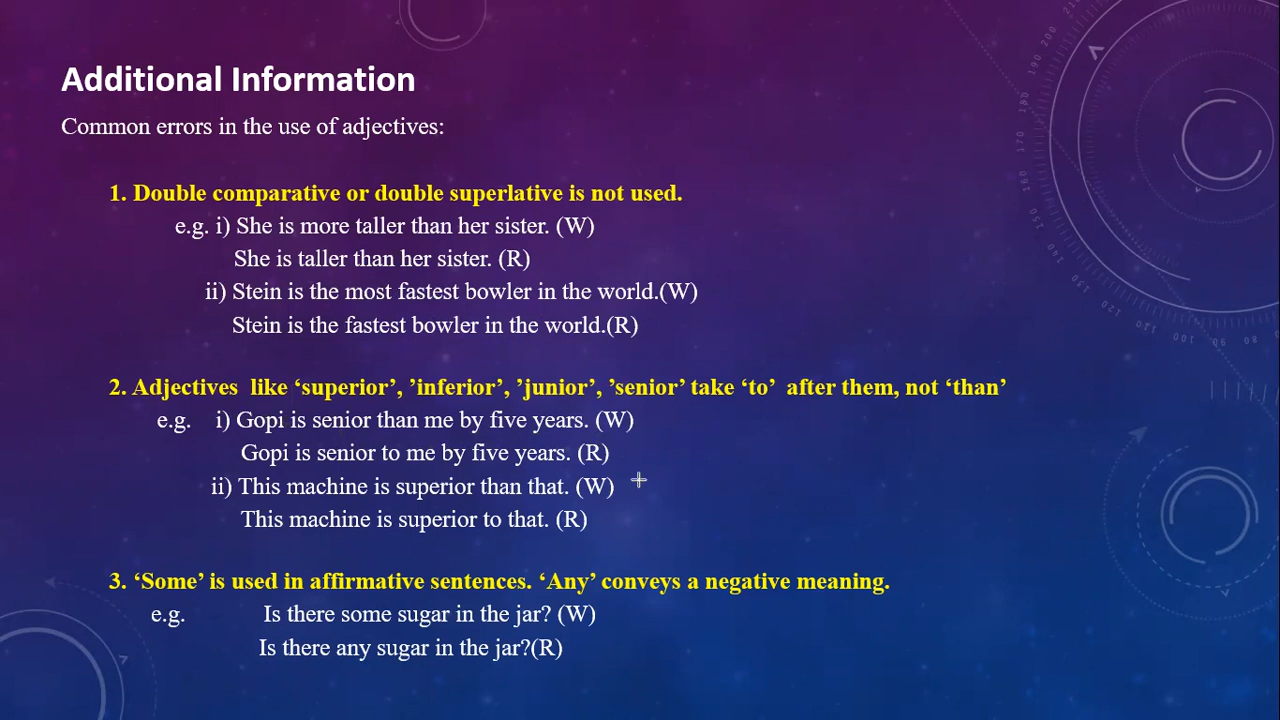 Additional Information
Common errors in the use of adjectives:
1. Double comparative or double superlative is not used.
e.g. i) She is more taller than her sister. (W)
She is taller than her sister. (R)
ii) Stein is the most fastest bowler in the world.(W)
Stein is the fastest bowler in the world.(R)
2. Adjectives like ‘superior’, ’inferior’, ’junior’, ’senior’ take ‘to’ after them, not ‘than’
e.g. i) Gopi is senior than me by five years. (W)
Gopi is senior to me by five years. (R)
ii) This machine is superior than that. (W)
This machine is superior to that. (R)
3. ‘Some’ is used in affirmative sentences. ‘Any’ conveys a negative meaning.
e.g. Is there some sugar in the jar? (W)
Is there any sugar in the jar?(R)